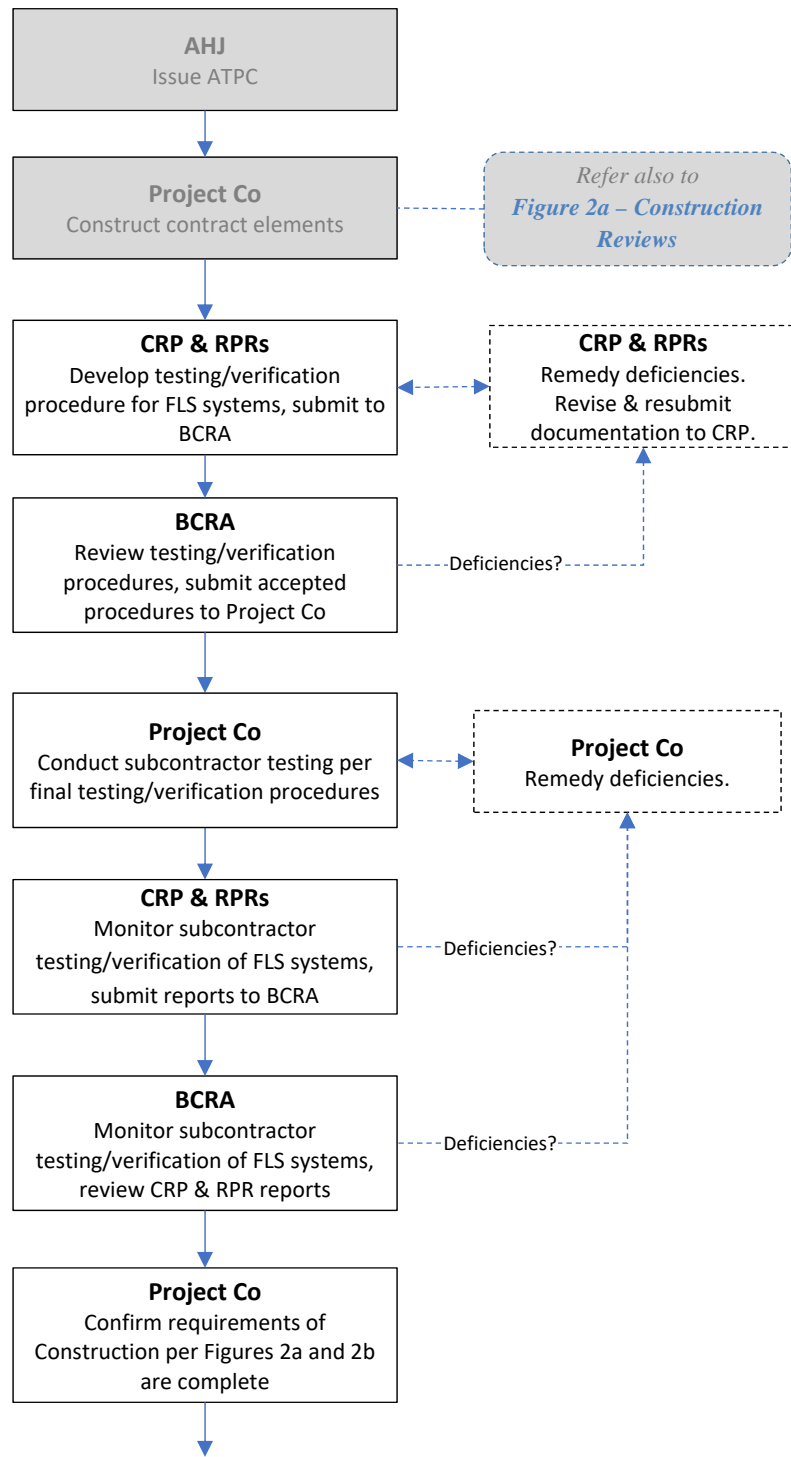 AHJ
Issue ATPC
Project Co
Construct contract elements
Refer also to
Figure 2a – Construction
Reviews
CRP & RPRs
Develop testing/verification
procedure for FLS systems, submit to
BCRA
CRP & RPRs
Remedy deficiencies.
Revise & resubmit
documentation to CRP.
BCRA
Review testing/verification
procedures, submit accepted
procedures to Project Co
Deficiencies?
Project Co
Conduct subcontractor testing per
final testing/verification procedures
Project Co
Remedy deficiencies.
CRP & RPRs
Monitor subcontractor
testing/verification of FLS systems,
submit reports to BCRA
Deficiencies?
BCRA
Monitor subcontractor
testing/verification of FLS systems,
review CRP & RPR reports
Deficiencies?
Project Co
Confirm requirements of
Construction per Figures 2a and 2b
are complete